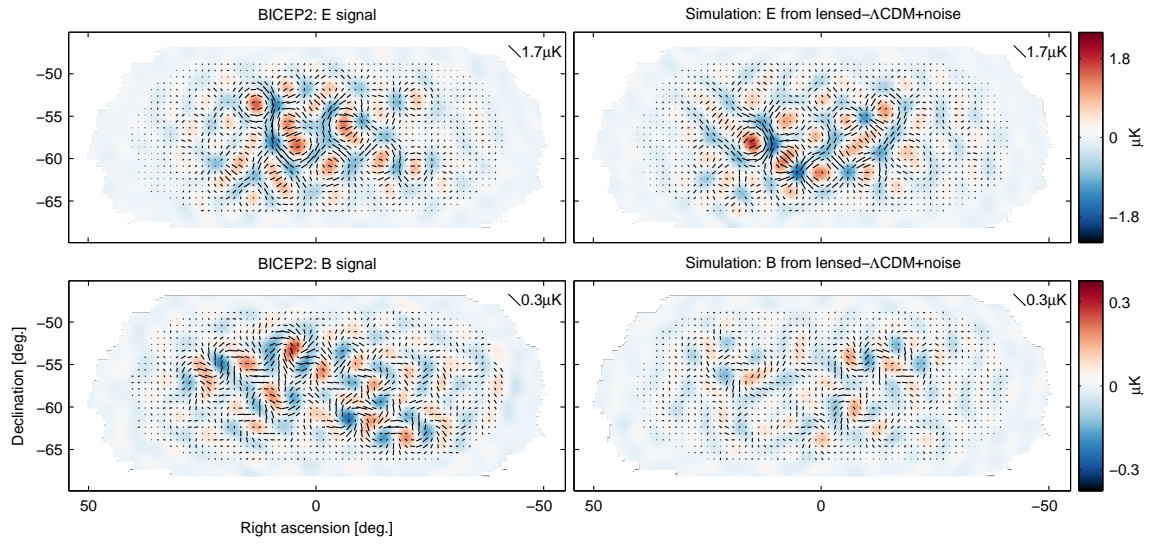 BICEP2: E signal
Simulation: E from lensed−ΛCDM+noise
1.7μK
1.7μK
−50
−55
−60
−65
1.8
0
−1.8
μK
BICEP2: B signal
Simulation: B from lensed−ΛCDM+noise
0.3μK
0.3μK
−50
−55
−60
−65
0.3
0
−0.3
μK
Declination [deg.]
50
0
−50
50
0
−50
Right ascension [deg.]